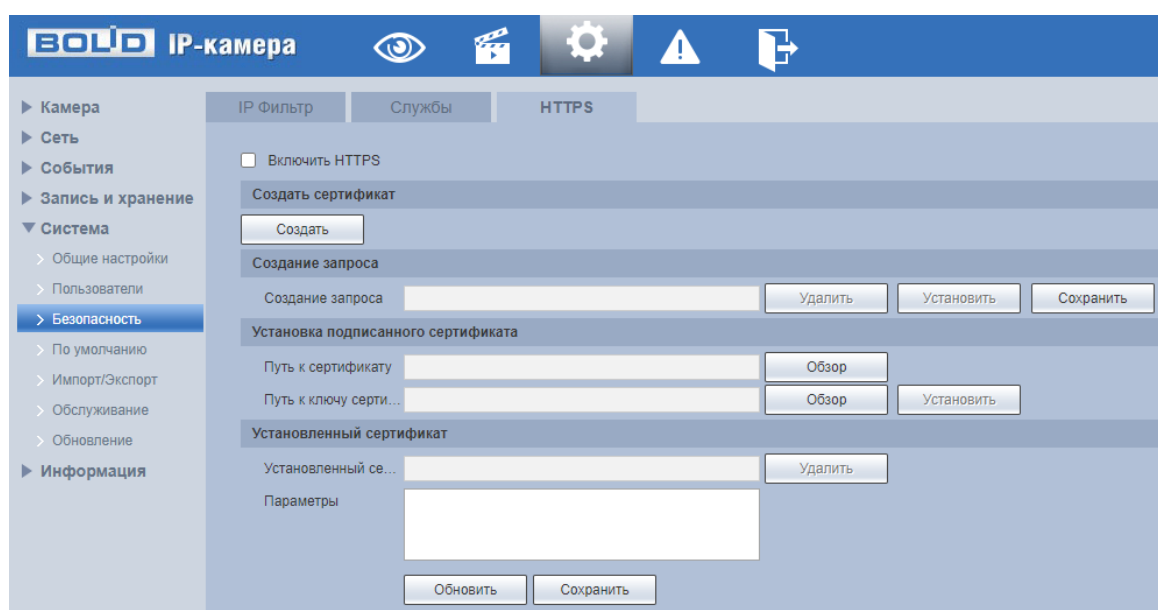 BOLID IP-камера
Камера
Сеть
События
Запись и хранение
Система
Общие настройки
Пользователи
Безопасность
По умолчанию
Импорт/Экспорт
Обслуживание
Обновление
Информация
IP Фильтр Службы HTTPS
Включить HTTPS
Создать сертификат
Создать
Создание запроса
Создание запроса Удалить Установить Сохранить
Установка подписанного сертификата
Путь к сертификату Обзор
Путь к ключу серти... Обзор Установить
Установленный сертификат
Установленный се... Удалить
Параметры
Обновить Сохранить